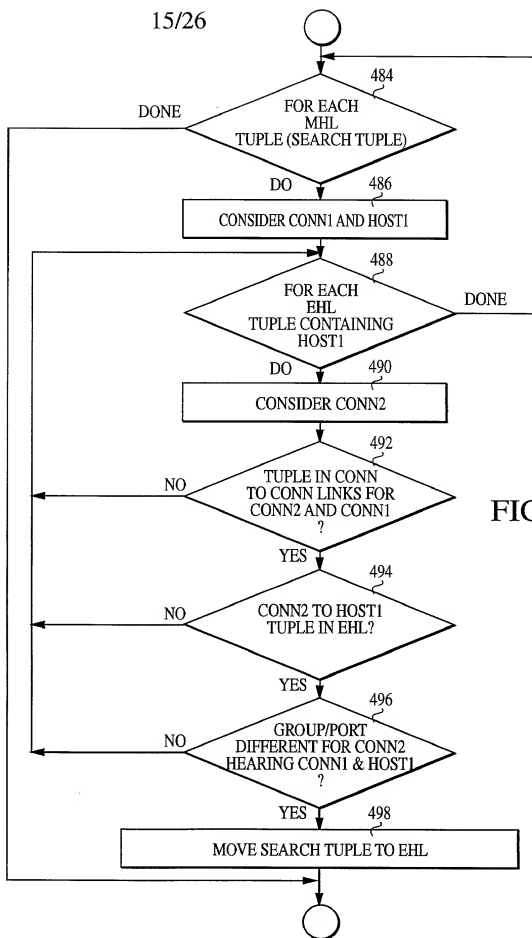 15/26
484
DONE
FOR EACH
MHL
TUPLE (SEARCH TUPLE)
DO
486
CONSIDER CONN1 AND HOST1
488
FOR EACH
EHL
TUPLE CONTAINING
HOST1
DONE
DO
490
CONSIDER CONN2
492
TUPLE IN CONN
TO CONN LINKS FOR
CONN2 AND CONN1
?
NO
FIG
YES
494
CONN2 TO HOST1
TUPLE IN EHL?
NO
YES
496
GROUP/PORT
DIFFERENT FOR CONN2
HEARING CONN1 & HOST1
?
NO
YES
498
MOVE SEARCH TUPLE TO EHL